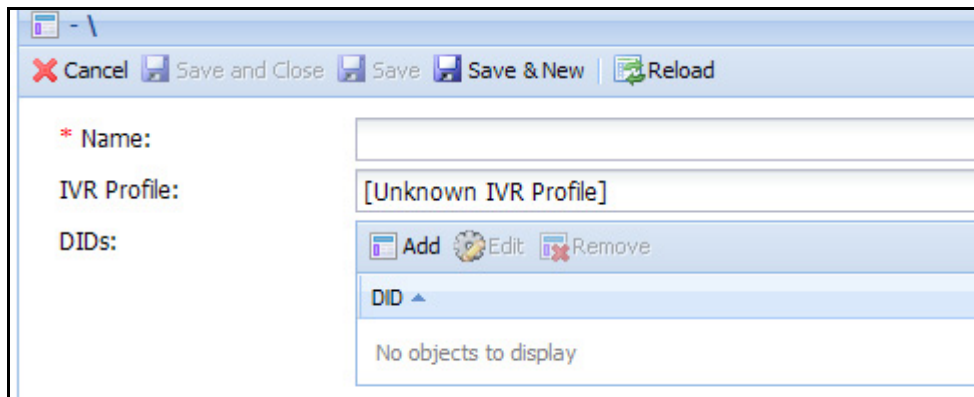 - \
Cancel Save and Close Save Save & New Reload
* Name:
IVR Profile: [Unknown IVR Profile]
DIDs: Add Edit Remove
DID
No objects to display